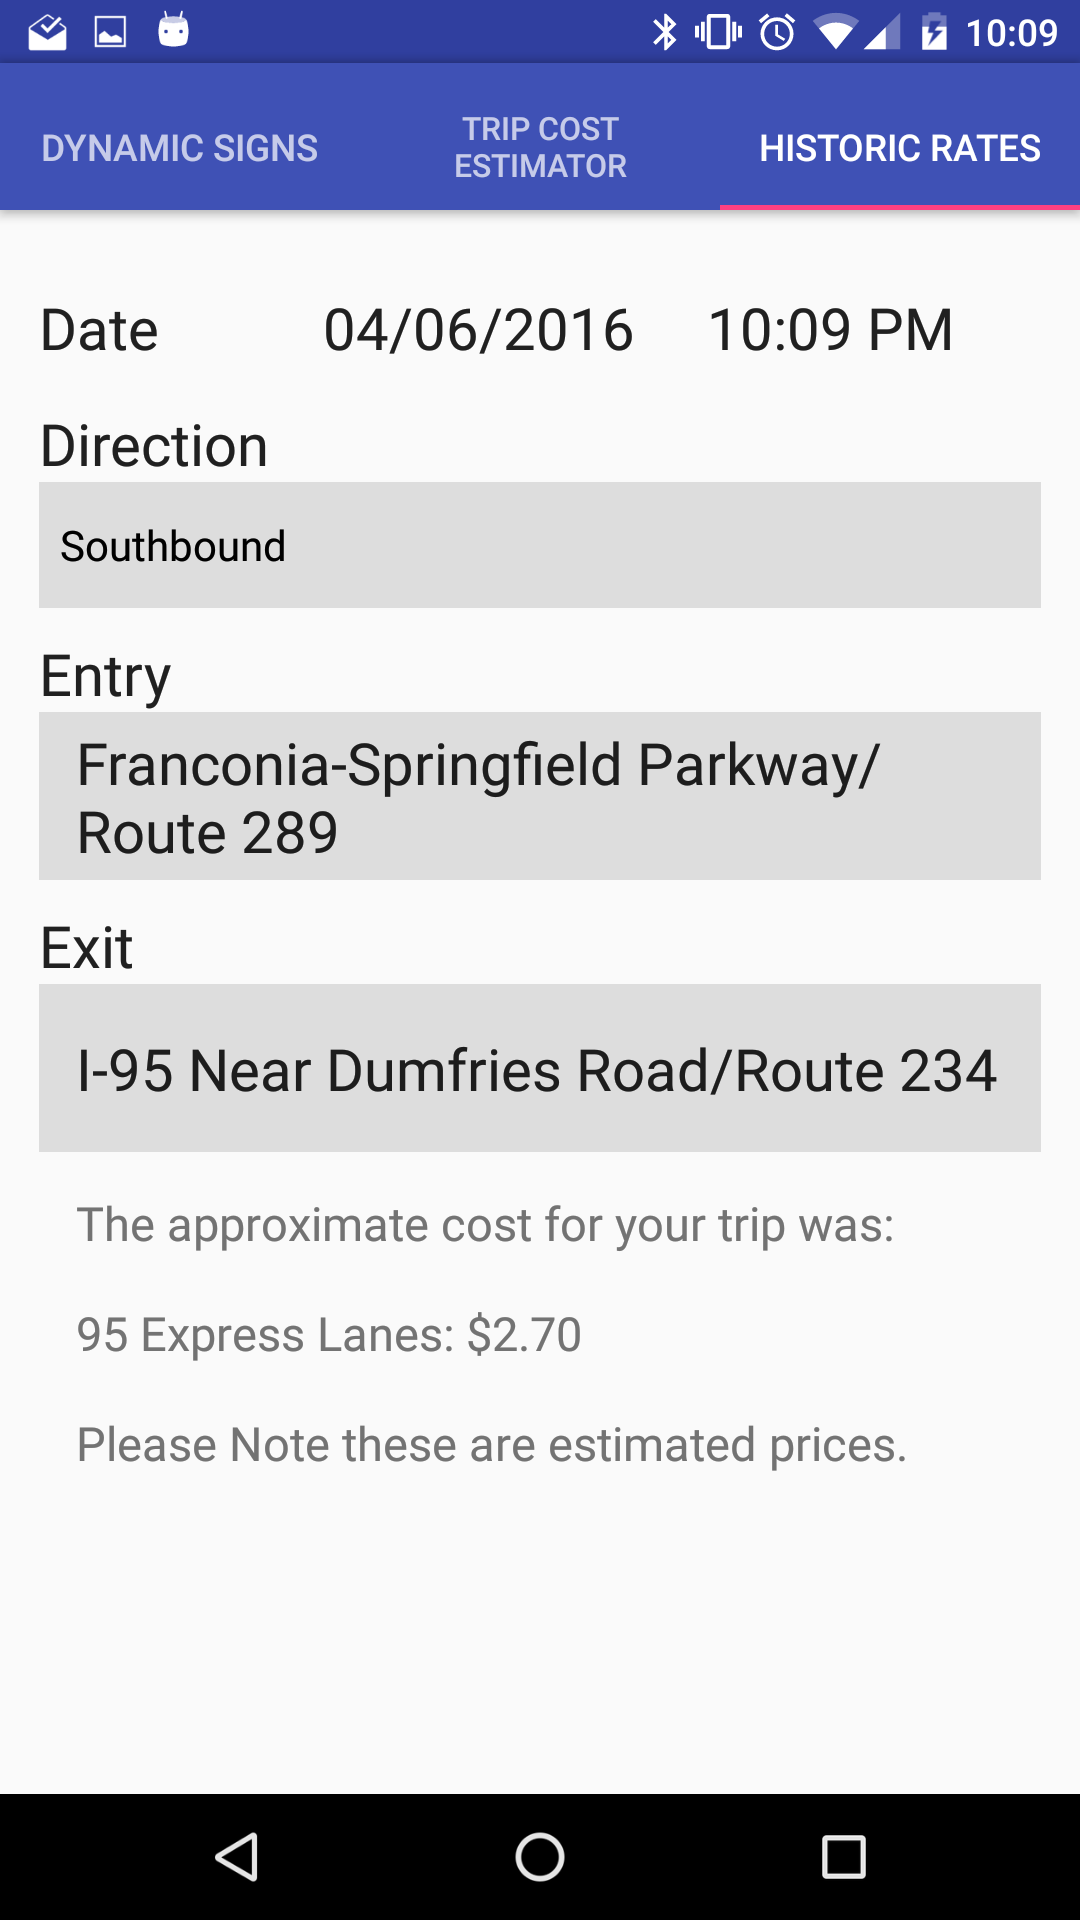 10:09
DYNAMIC SIGNS
TRIP COST
ESTIMATOR
HISTORIC RATES
Date 04/06/2016 10:09 PM
Direction
Southbound
Entry
Franconia-Springfield Parkway/
Route 289
Exit
I-95 Near Dumfries Road/Route 234
The approximate cost for your trip was:
95 Express Lanes: $2.70
Please Note these are estimated prices.